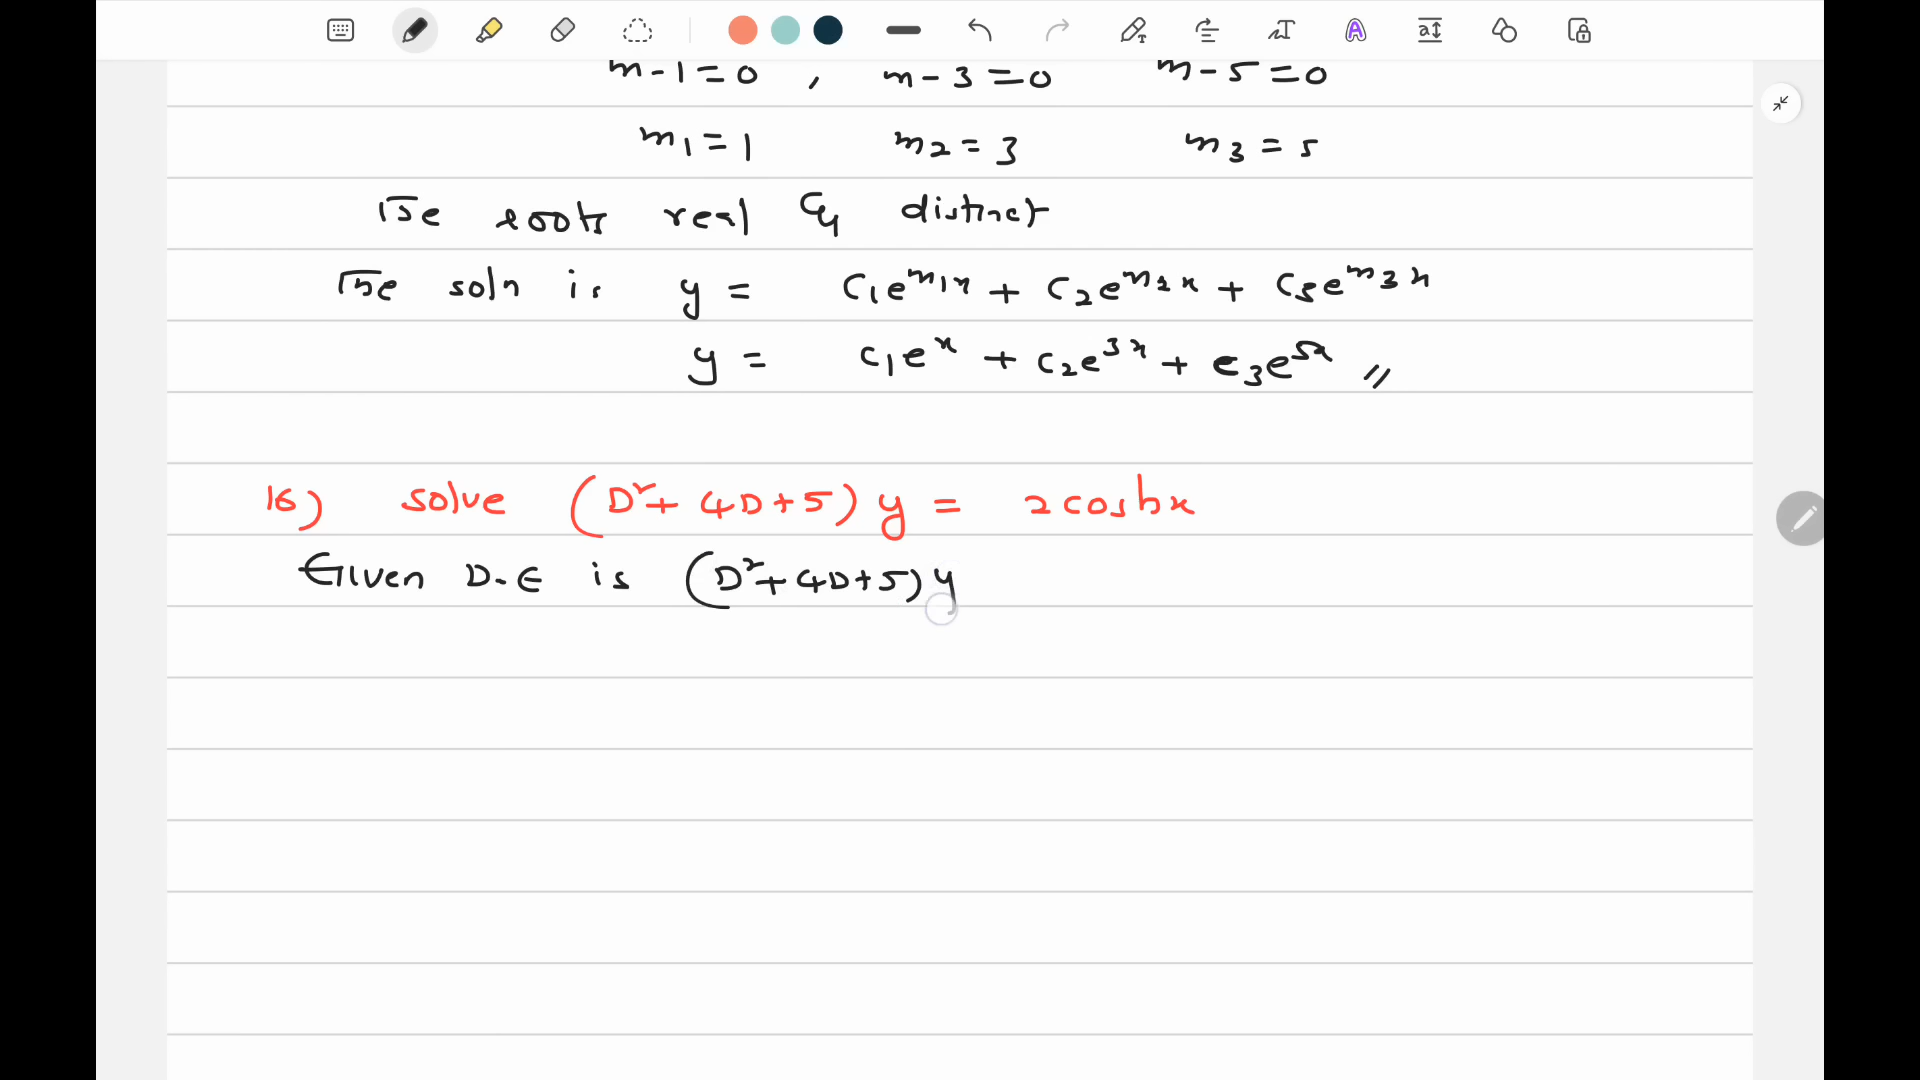 m-1=0 , m-3=0 m-5=0
m₁=1 m₂=3 m₃=5
The roots real & distinct
The soln is y = c₁e^m₁x + c₂e^m₂x + c₃e^m₃x
y = c₁e^x + c₂e^3x + e₃e^5x //
16) solve (D²+4D+5)y = 2coshx
Given D.E is (D²+4D+5)y